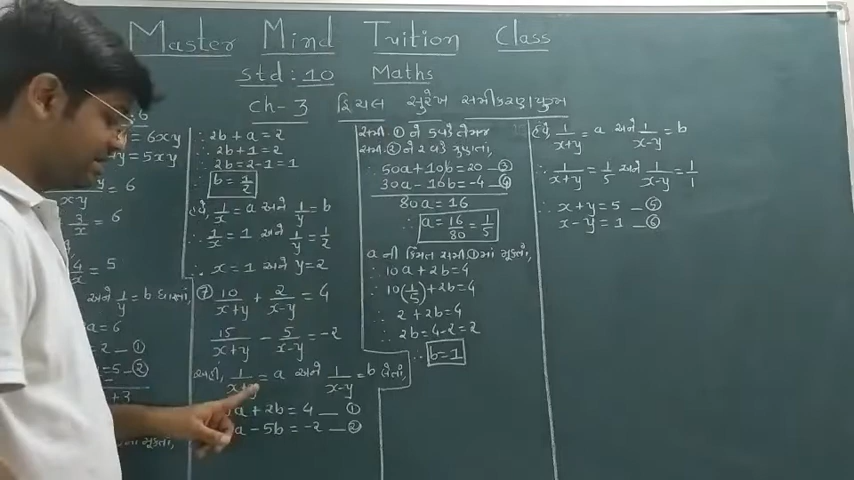 Master Mind Tuition Class
std : 10 Maths
Ch-3 દ્વિચલ સુરેખ સમીકરણયુગ્મ
= 6xy
= 5xy
= 6
xy
3/x = 6
4/x = 5
અને 1/y = b ધારતાં,
a = 6
= 2 — ①
= 5 — ②
+3
∴ 2b + a = 2
∴ 2b + 1 = 2
∴ 2b = 2-1 = 1
∴ b = 1/2
હવે, 1/x = a અને 1/y = b
∴ 1/x = 1 અને 1/y = 1/2
∴ x = 1 અને y = 2
⑦ 10/x+y + 2/x-y = 4
15/x+y - 5/x-y = -2
અહીં, 1/x+y = a અને 1/x-y = b લેતાં,
a + 2b = 4 — ①
a - 5b = -2 — ②
સમી. ① ને 5 વડે તેમજ
સમી. ② ને 2 વડે ગુણતાં,
∴ 50a + 10b = 20 — ③
30a - 10b = -4 — ④
80a = 16
∴ a = 16/80 = 1/5
a ની કિંમત સમી. ① માં મૂકતાં,
∴ 10a + 2b = 4
∴ 10(1/5) + 2b = 4
∴ 2 + 2b = 4
∴ 2b = 4-2 = 2
∴ b = 1
હવે, 1/x+y = a અને 1/x-y = b
∴ 1/x+y = 1/5 અને 1/x-y = 1/1
∴ x+y = 5 — ⑤
x-y = 1 — ⑥